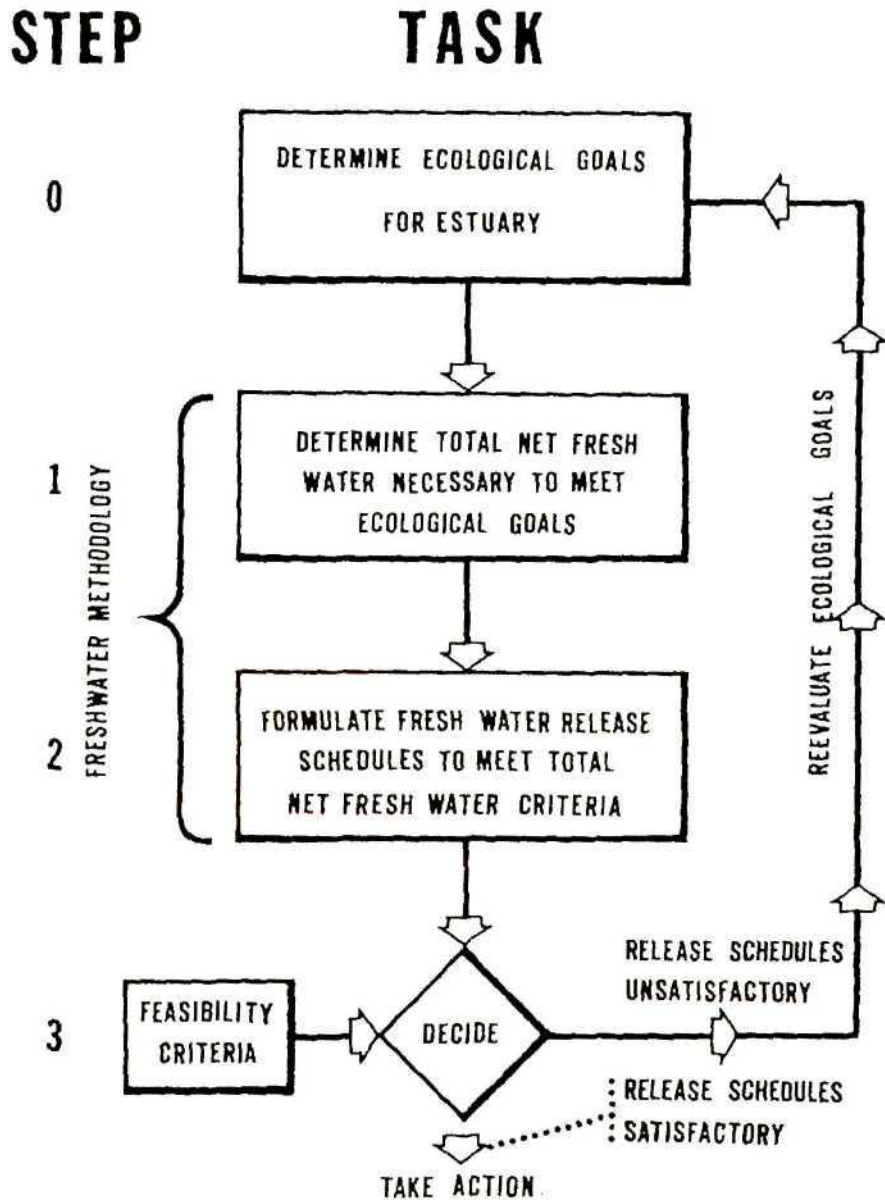 STEP TASK
0
DETERMINE ECOLOGICAL GOALS
FOR ESTUARY
1
DETERMINE TOTAL NET FRESH
WATER NECESSARY TO MEET
ECOLOGICAL GOALS
FRESHWATER METHODOLOGY
REEVALUATE ECOLOGICAL GOALS
2
FORMULATE FRESH WATER RELEASE
SCHEDULES TO MEET TOTAL
NET FRESH WATER CRITERIA
3
FEASIBILITY
CRITERIA
DECIDE
RELEASE SCHEDULES
UNSATISFACTORY
RELEASE SCHEDULES
SATISFACTORY
TAKE ACTION